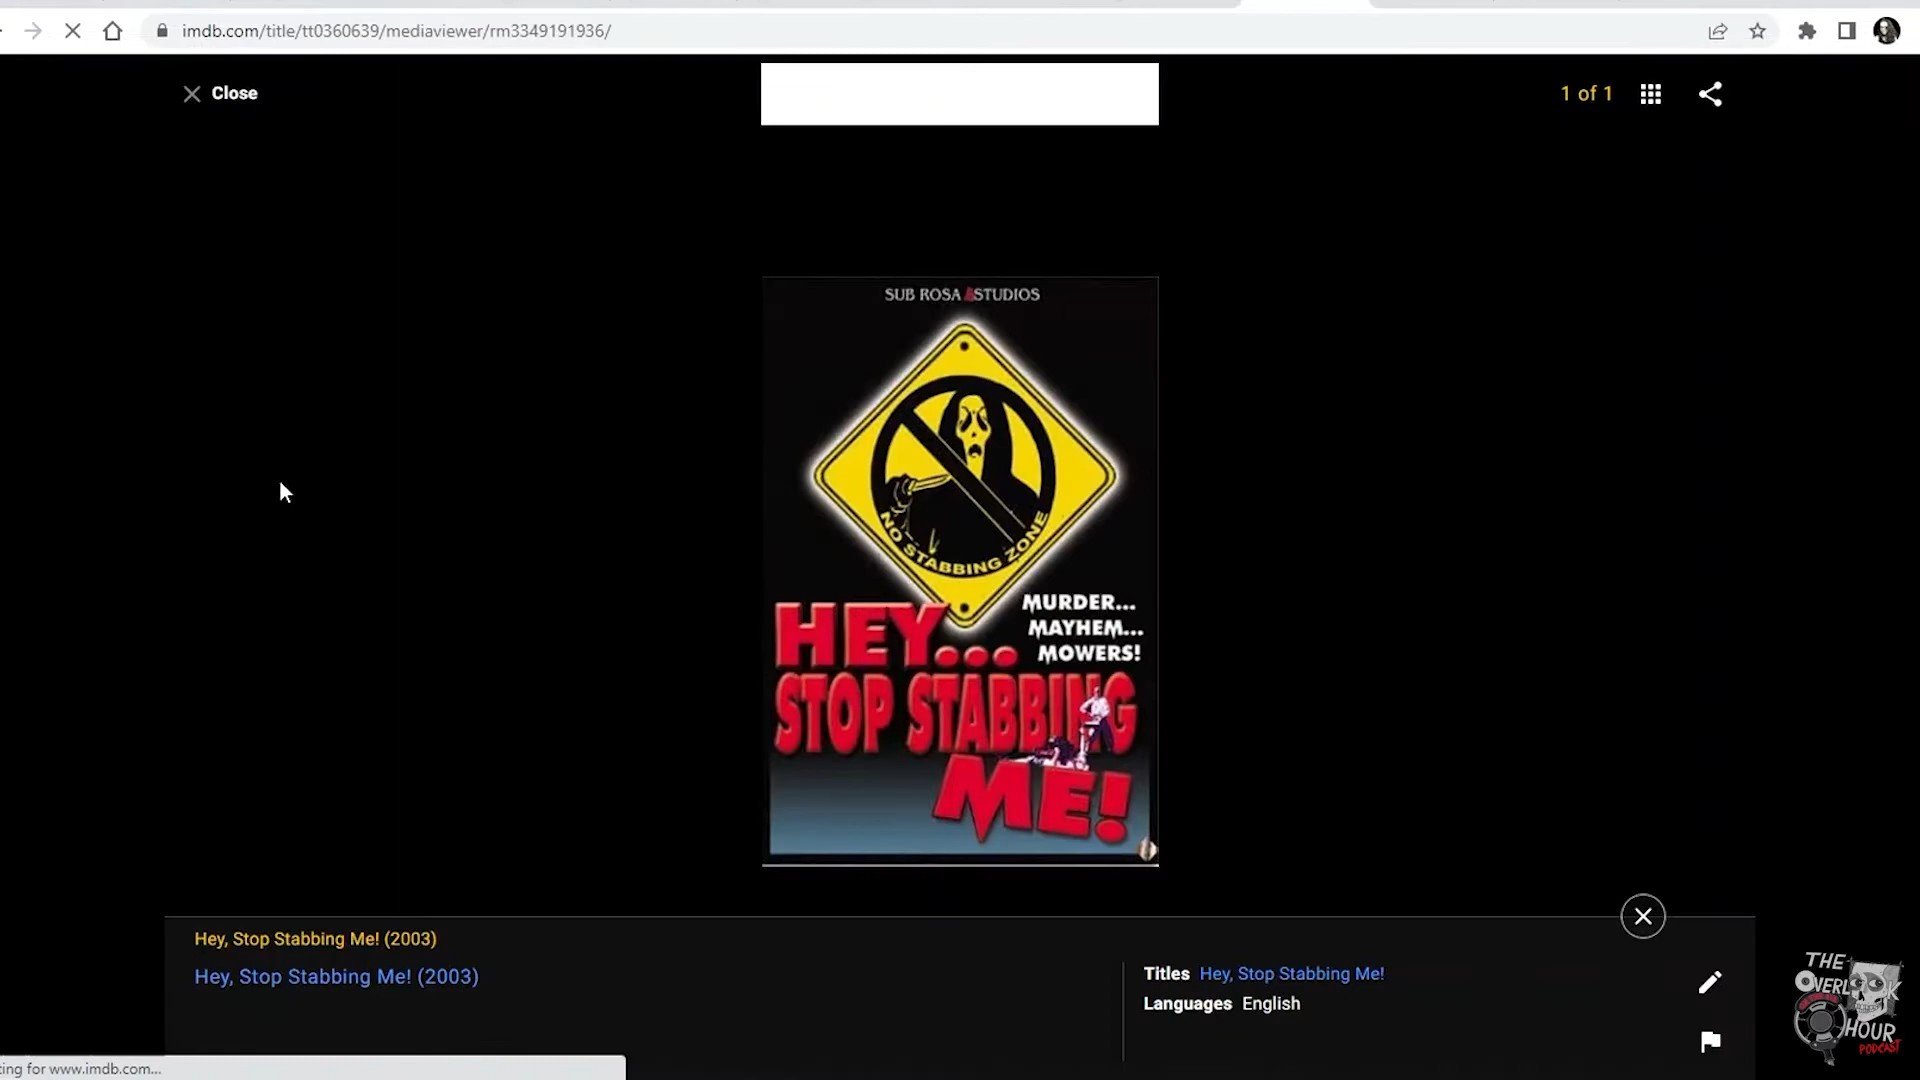 imdb.com/title/tt0360639/mediaviewer/rm3349191936/
Close
1 of 1
SUB ROSA STUDIOS
NO STABBING ZONE
MURDER...
MAYHEM...
MOWERS!
HEY...
STOP STABBING
ME!
Hey, Stop Stabbing Me! (2003)
Hey, Stop Stabbing Me! (2003)
Titles Hey, Stop Stabbing Me!
Languages English
ting for www.imdb.com...
THE
OVERLOOK
HOUR
PODCAST